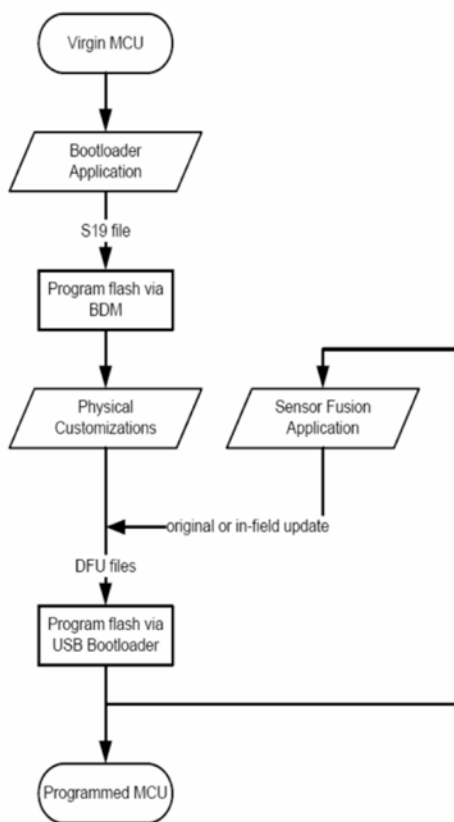 Virgin MCU
Bootloader
Application
S19 file
Program flash via
BDM
Physical
Customizations
Sensor Fusion
Application
original or in-field update
DFU files
Program flash via
USB Bootloader
Programmed MCU